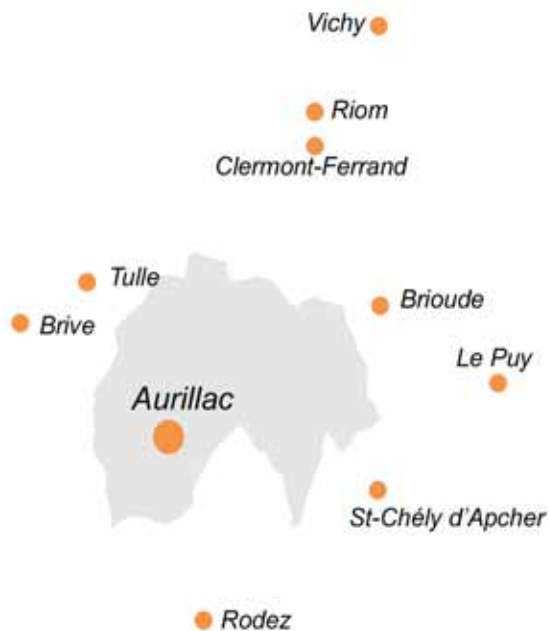 Vichy
Riom
Clermont-Ferrand
Tulle
Brioude
Brive
Le Puy
Aurillac
St-Chély d'Apcher
Rodez